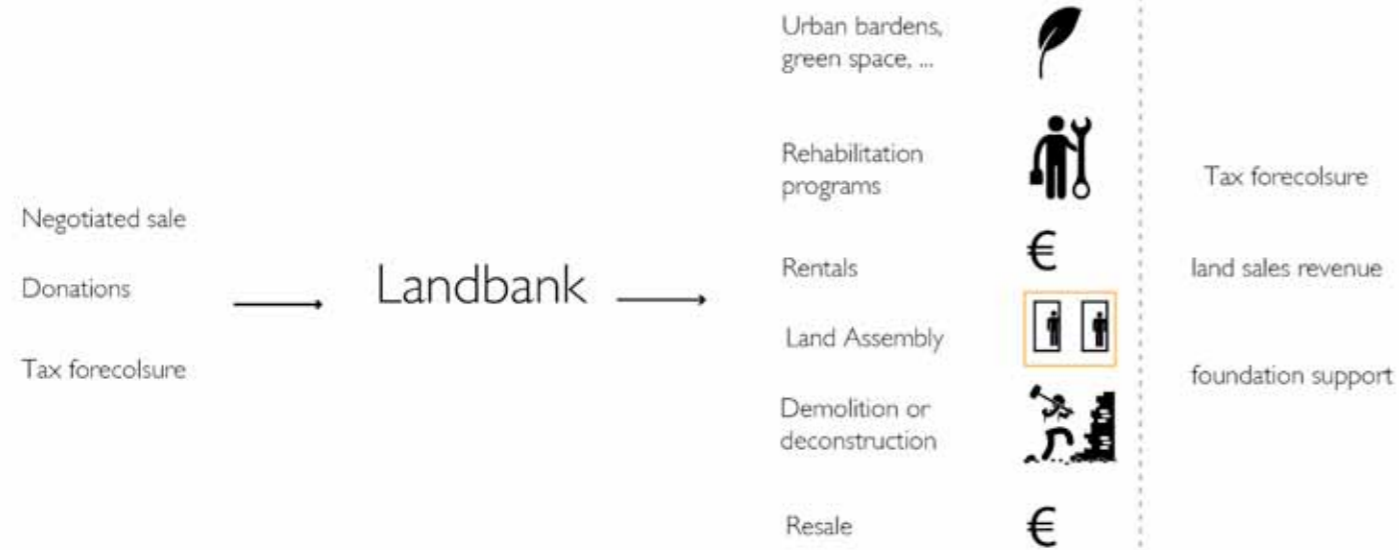 Negotiated sale
Donations
Tax forecolsure
Landbank
Urban bardens,
green space, ...
Rehabilitation
programs
Rentals
€
Land Assembly
Demolition or
deconstruction
Resale
€
Tax forecolsure
land sales revenue
foundation support